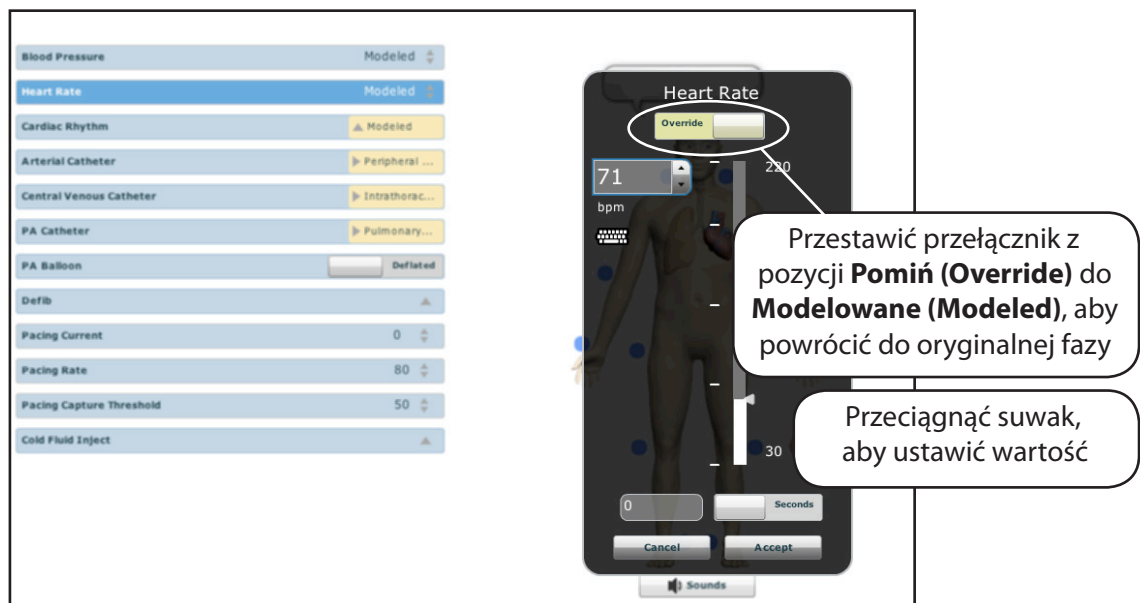 Blood Pressure Modeled
Heart Rate Modeled
Cardiac Rhythm Modeled
Arterial Catheter Peripheral ...
Central Venous Catheter Intrathorac...
PA Catheter Pulmonary...
PA Balloon Deflated
Defib
Pacing Current 0
Pacing Rate 80
Pacing Capture Threshold 50
Cold Fluid Inject
Heart Rate
Override
220
71
bpm
30
0 Seconds
Cancel Accept
Sounds
Przestawić przełącznik z
pozycji Pomiń (Override) do
Modelowane (Modeled), aby
powrócić do oryginalnej fazy
Przeciągnąć suwak,
aby ustawić wartość